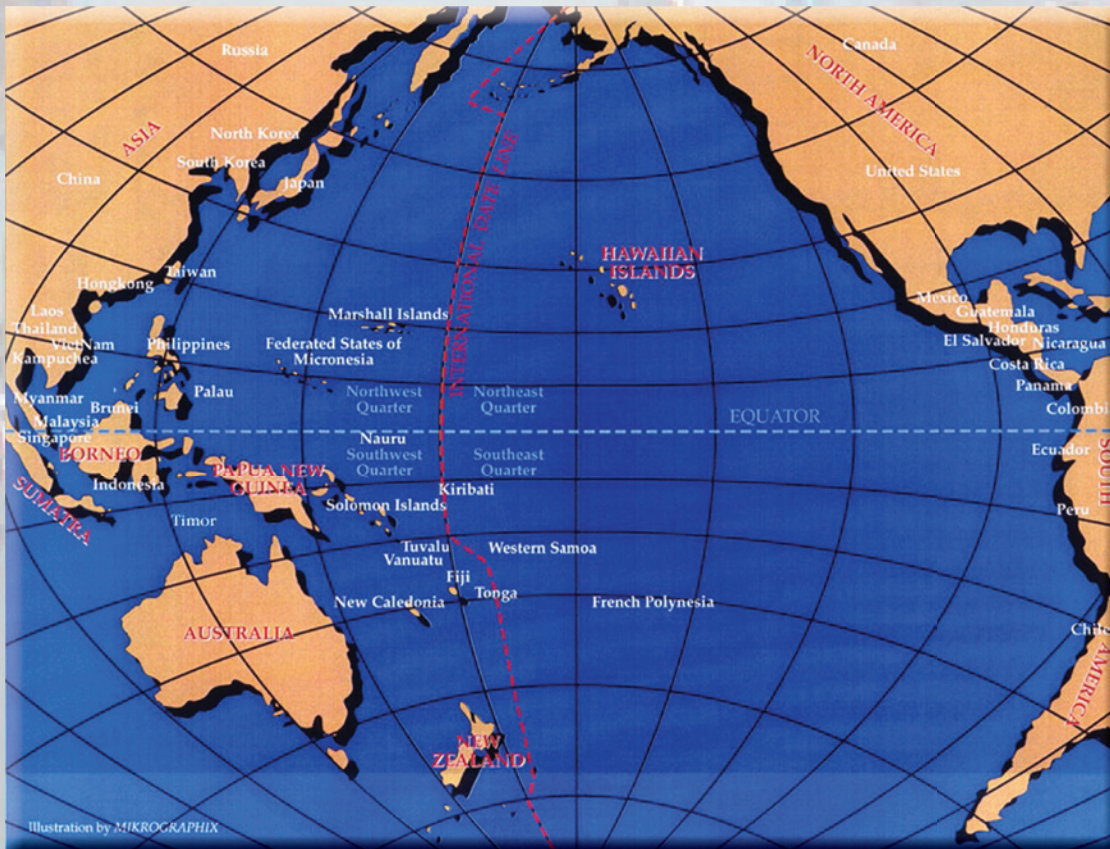 Russia
Canada
NORTH AMERICA
ASIA
North Korea
South Korea
China
Japan
United States
INTERNATIONAL DATE LINE
HAWAIIAN
ISLANDS
Taiwan
Hongkong
Mexico
Laos
Guatemala
Marshall Islands
Thailand
Honduras
VietNam
Philippines
Federated States of
Micronesia
El Salvador
Nicaragua
Kampuchea
Costa Rica
Panama
Palau
Northwest
Quarter
Northeast
Quarter
Myanmar
Brunei
Colombi
Malaysia
EQUATOR
Singapore
Nauru
BORNEO
Southwest
Quarter
Southeast
Quarter
Ecuador
PAPUA NEW
GUINEA
SOUTH
Indonesia
Kiribati
SUMATRA
Solomon Islands
Peru
Timor
Tuvalu
Western Samoa
Vanuatu
Fiji
Tonga
New Caledonia
French Polynesia
AUSTRALIA
Chile
AMERICA
NEW
ZEALAND
Illustration by MIKROGRAPHIX